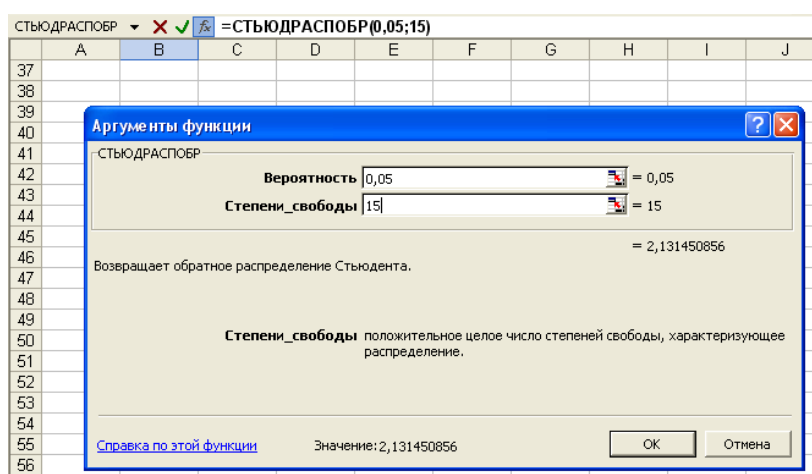 СТЬЮДРАСПОБР =СТЬЮДРАСПОБР(0,05;15)
A B C D E F G H I J
37
38
39
40
41
42
43
44
45
46
47
48
49
50
51
52
53
54
55
56
Аргументы функции
СТЬЮДРАСПОБР
Вероятность 0,05 = 0,05
Степени_свободы 15 = 15
= 2,131450856
Возвращает обратное распределение Стьюдента.
Степени_свободы положительное целое число степеней свободы, характеризующее
распределение.
Справка по этой функции Значение:2,131450856 ОК Отмена